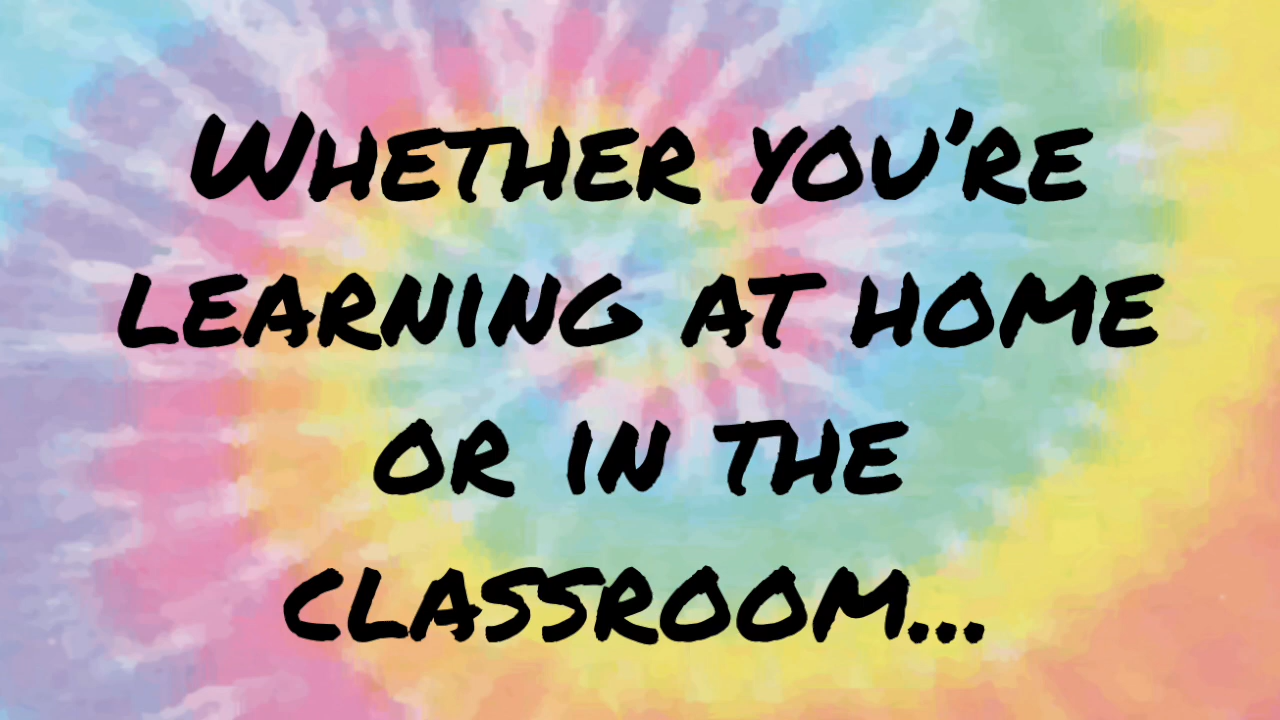 Whether you're
learning at home
or in the
classroom...